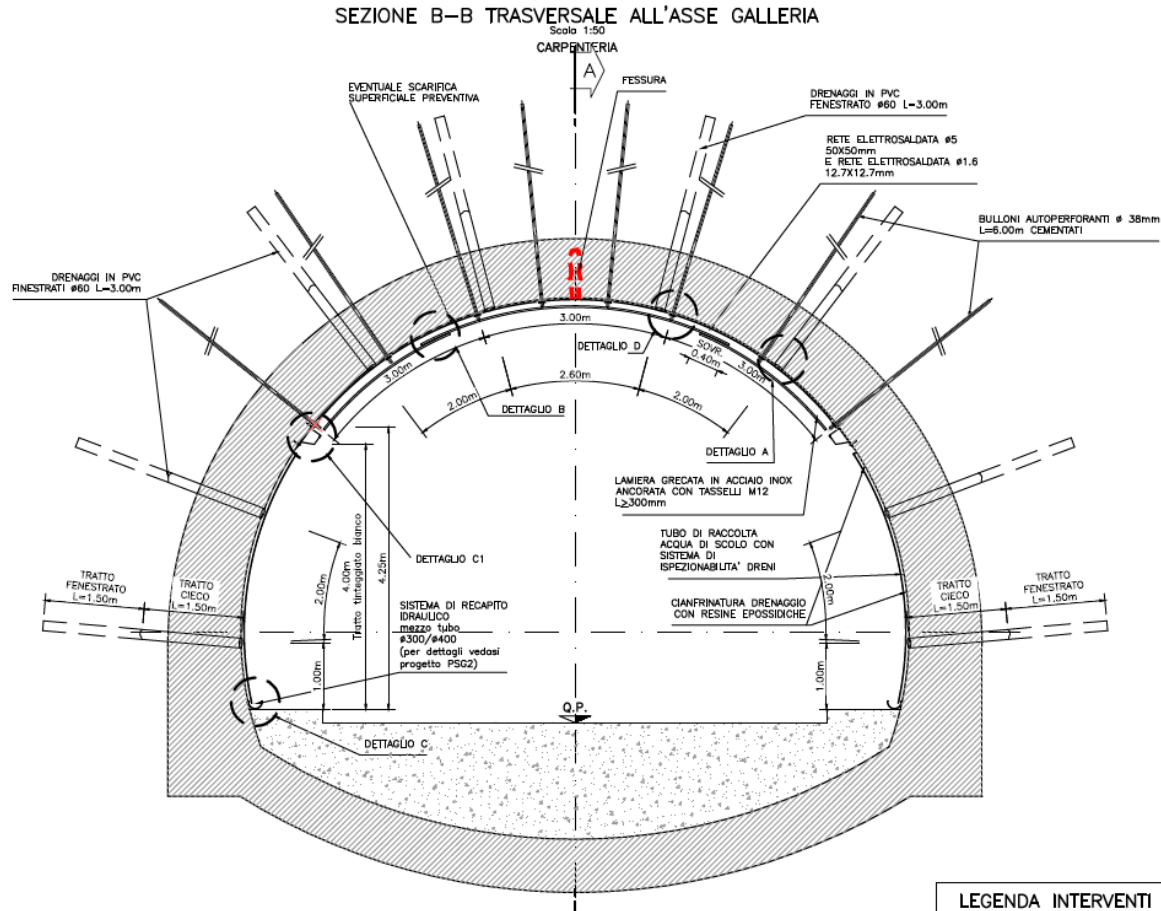 SEZIONE B-B TRASVERSALE ALL'ASSE GALLERIA
Scala 1:50
CARPENTERIA
A
FESSURA
EVENTUALE SCARIFICA
SUPERFICIALE PREVENTIVA
DRENAGGI IN PVC
FENESTRATO ø60 L=3.00m
RETE ELETTROSALDATA ø5
50X50mm
E RETE ELETTROSALDATA ø1.6
12.7X12.7mm
BULLONI AUTOPERFORANTI ø 38mm
L=6.00m CEMENTATI
DRENAGGI IN PVC
FINESTRATI ø60 L=3.00m
3.00m
DETTAGLIO D
SOVR.
0.40m
3.00m
3.00m
2.60m
2.00m
2.00m
DETTAGLIO B
DETTAGLIO A
LAMIERA GRECATA IN ACCIAIO INOX
ANCORATA CON TASSELLI M12
L≥300mm
DETTAGLIO C1
TUBO DI RACCOLTA
ACQUA DI SCOLO CON
SISTEMA DI
ISPEZIONABILITA' DRENI
CIANFRINATURA DRENAGGIO
CON RESINE EPOSSIDICHE
TRATTO
FENESTRATO
L=1.50m
TRATTO
CIECO
L=1.50m
2.00m
4.00m
Tratto tinteggiato bianco
4.25m
SISTEMA DI RECAPITO
IDRAULICO
mezzo tubo
ø300/ø400
(per dettagli vedasi
progetto PSG2)
2.00m
TRATTO
CIECO
L=1.50m
TRATTO
FENESTRATO
L=1.50m
1.00m
1.00m
Q.P.
DETTAGLIO C
LEGENDA INTERVENTI